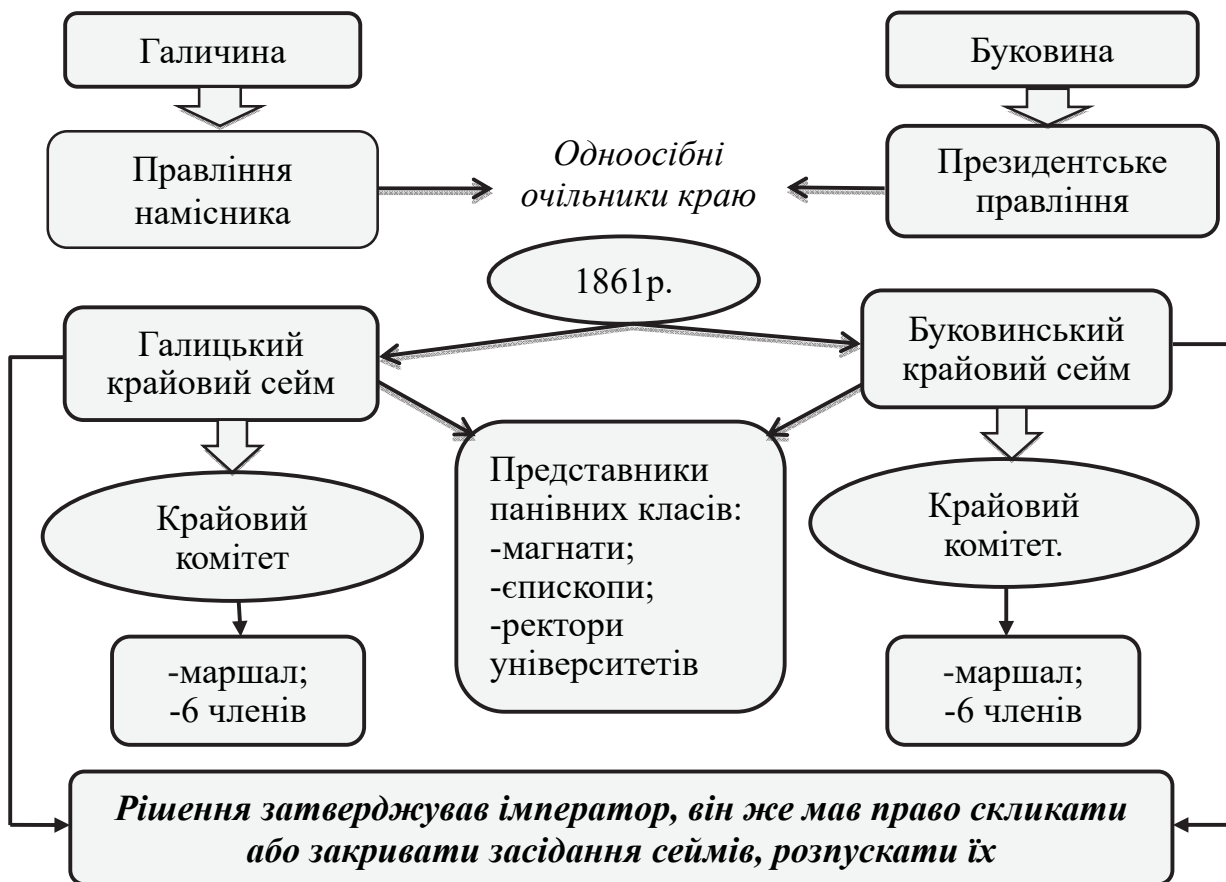 Галичина
Буковина
Правління
намісника
Одноосібні
очільники краю
Президентське
правління
1861р.
Галицький
крайовий сейм
Буковинський
крайовий сейм
Крайовий
комітет
Представники
панівних класів:
-магнати;
-єпископи;
-ректори
університетів
Крайовий
комітет.
-маршал;
-6 членів
-маршал;
-6 членів
Рішення затверджував імператор, він же мав право скликати
або закривати засідання сеймів, розпускати їх